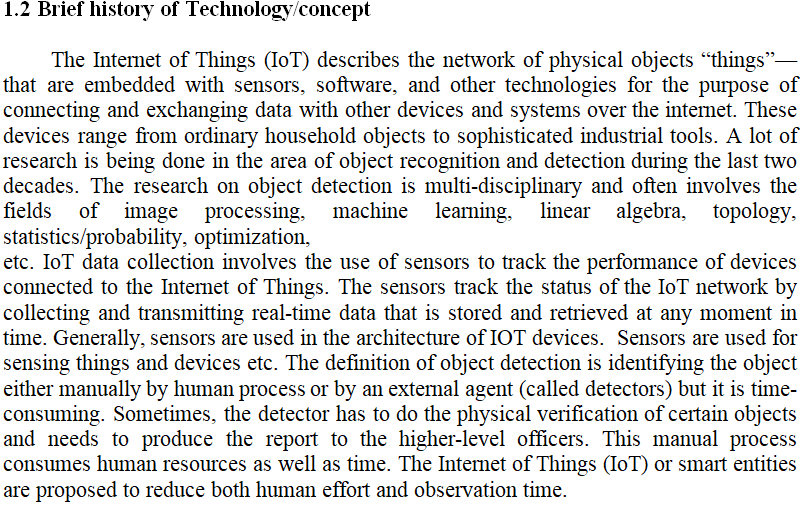 1.2 Brief history of Technology/concept
The Internet of Things (IoT) describes the network of physical objects “things”—
that are embedded with sensors, software, and other technologies for the purpose of
connecting and exchanging data with other devices and systems over the internet. These
devices range from ordinary household objects to sophisticated industrial tools. A lot of
research is being done in the area of object recognition and detection during the last two
decades. The research on object detection is multi-disciplinary and often involves the
fields of image processing, machine learning, linear algebra, topology,
statistics/probability, optimization,
etc. IoT data collection involves the use of sensors to track the performance of devices
connected to the Internet of Things. The sensors track the status of the IoT network by
collecting and transmitting real-time data that is stored and retrieved at any moment in
time. Generally, sensors are used in the architecture of IOT devices. Sensors are used for
sensing things and devices etc. The definition of object detection is identifying the object
either manually by human process or by an external agent (called detectors) but it is time-
consuming. Sometimes, the detector has to do the physical verification of certain objects
and needs to produce the report to the higher-level officers. This manual process
consumes human resources as well as time. The Internet of Things (IoT) or smart entities
are proposed to reduce both human effort and observation time.